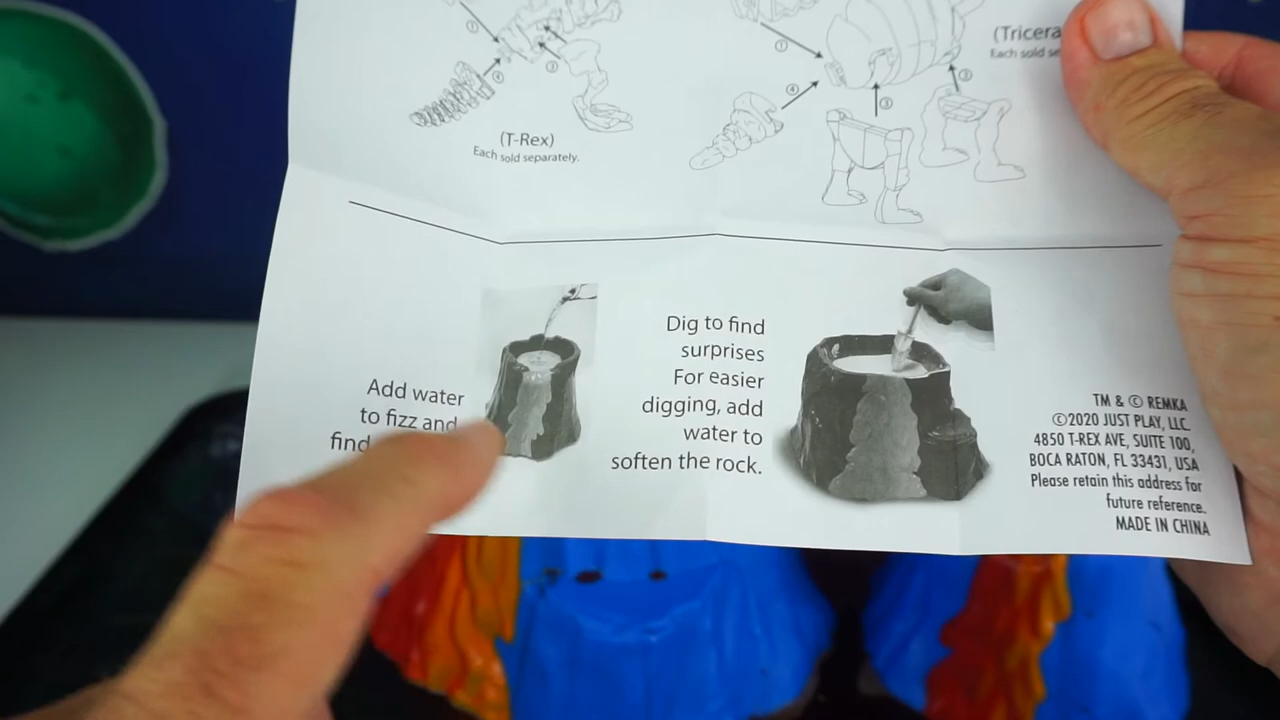 (T-Rex)
Each sold separately.
(Tricera
Each sold se
Add water
to fizz and
find
Dig to find
surprises
For easier
digging, add
water to
soften the rock.
TM & © REMKA
©2020 JUST PLAY, LLC.
4850 T-REX AVE, SUITE 100,
BOCA RATON, FL 33431, USA
Please retain this address for
future reference.
MADE IN CHINA